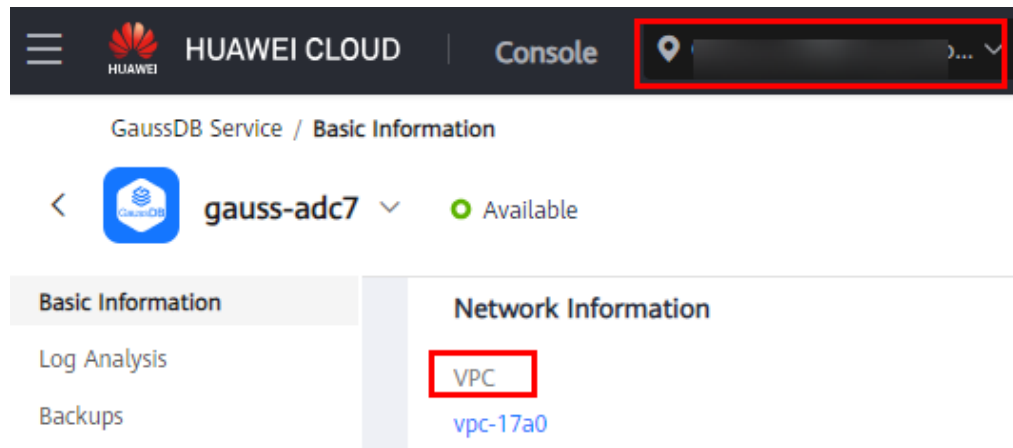 HUAWEI HUAWEI CLOUD Console
GaussDB Service / Basic Information
GaussDB gauss-adc7 Available
Basic Information
Network Information
Log Analysis
VPC
Backups
vpc-17a0